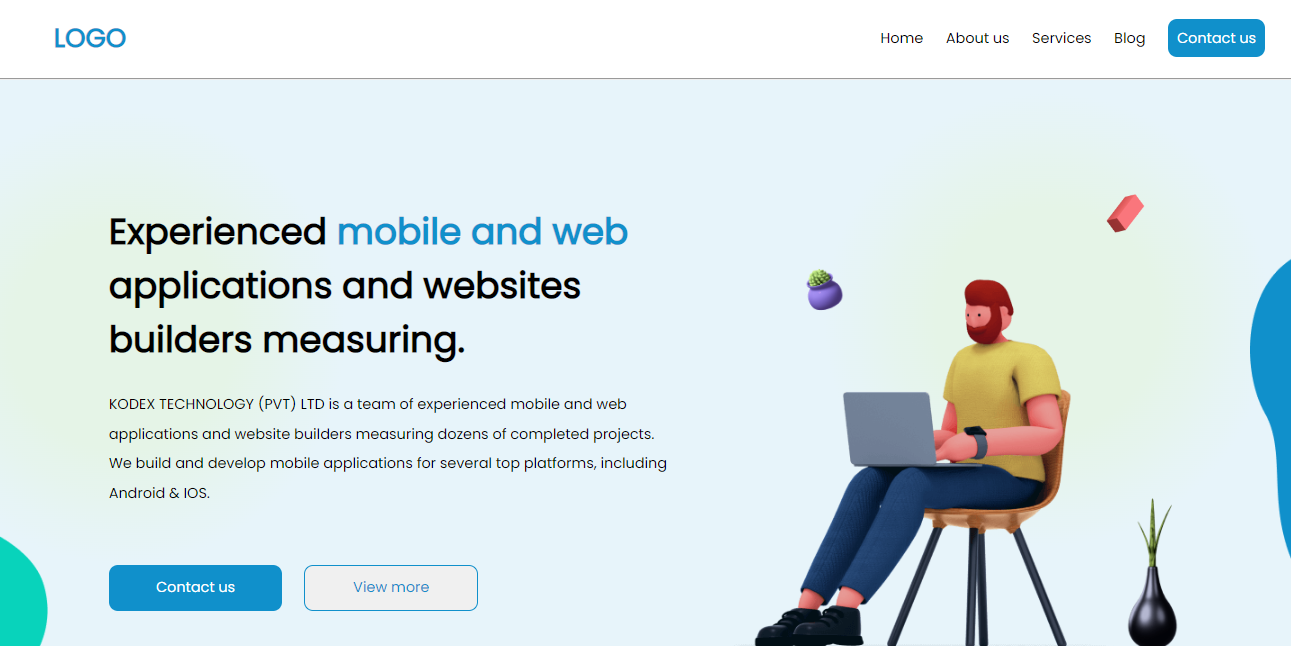 LOGO
Home About us Services Blog Contact us
Experienced mobile and web
applications and websites
builders measuring.
KODEX TECHNOLOGY (PVT) LTD is a team of experienced mobile and web
applications and website builders measuring dozens of completed projects.
We build and develop mobile applications for several top platforms, including
Android & IOS.
Contact us View more